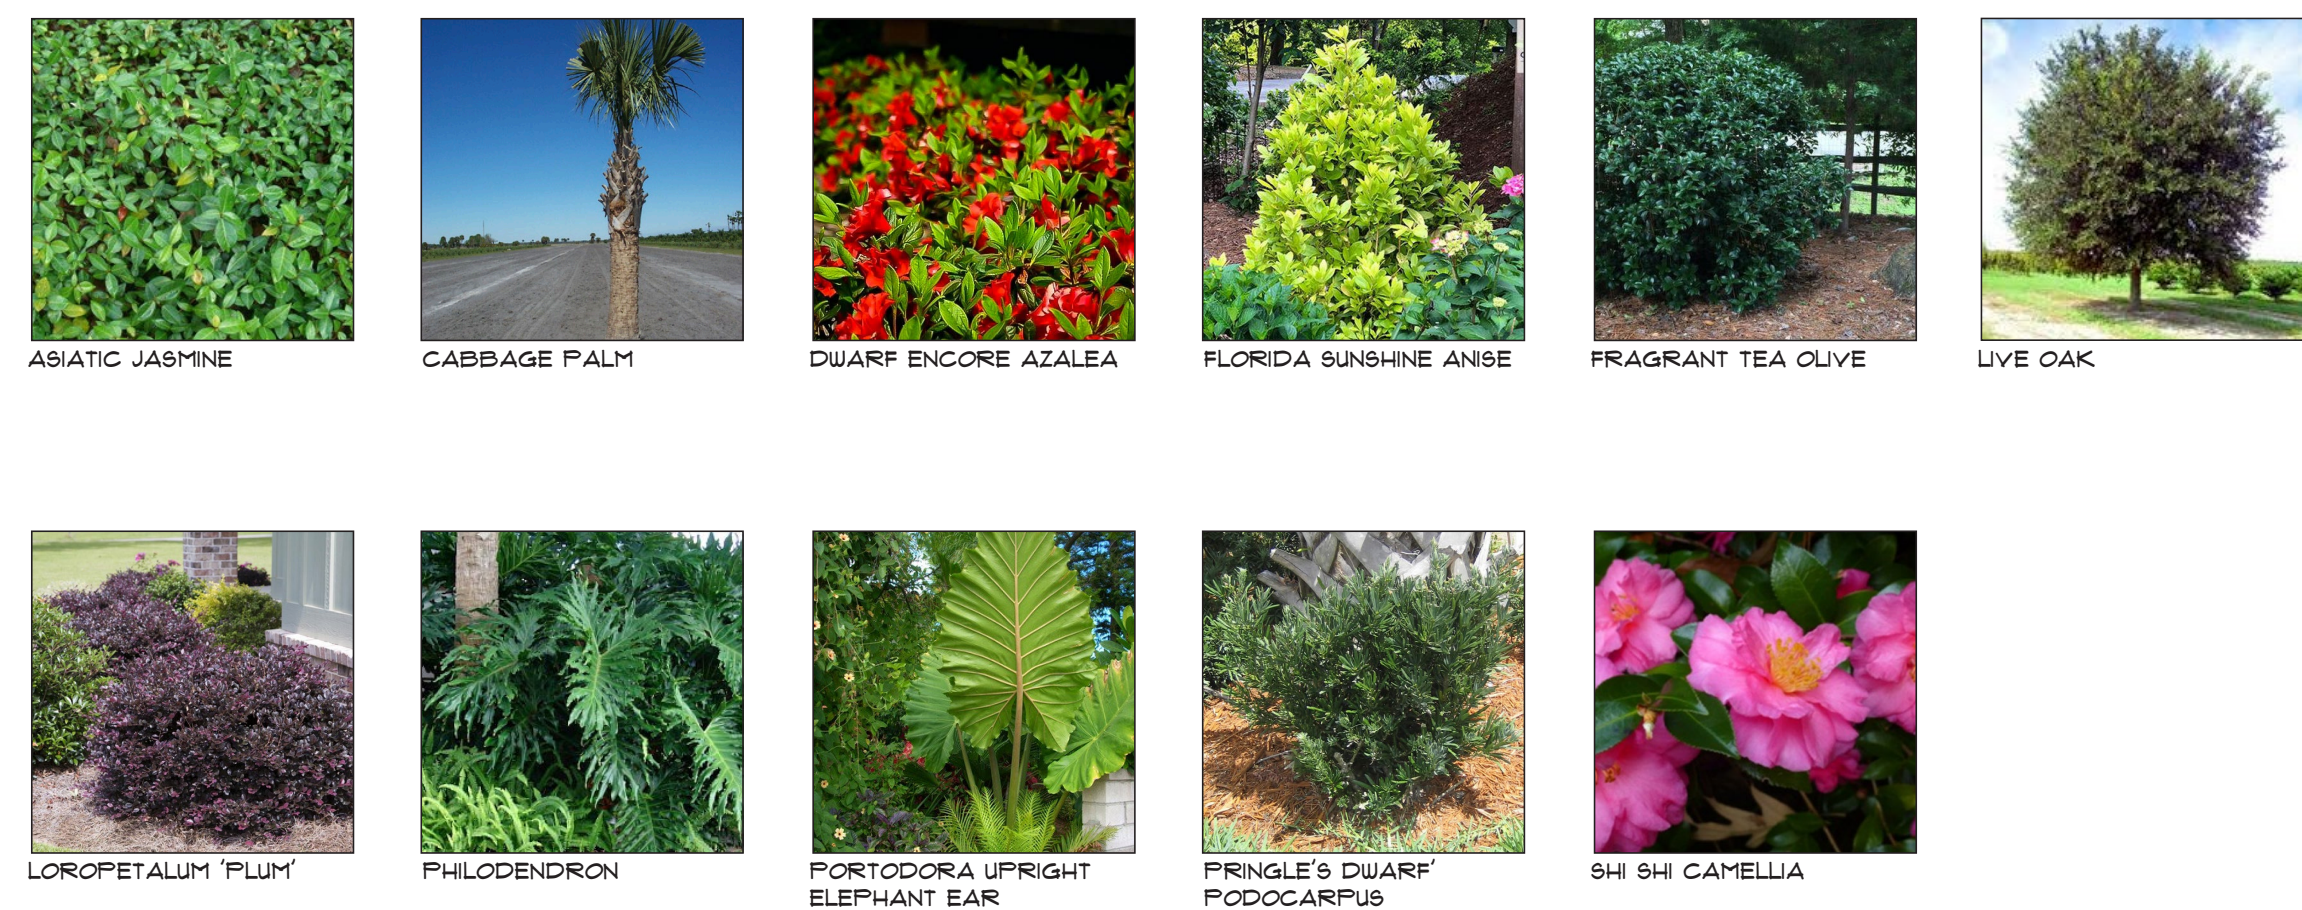 ASIATIC JASMINE
CABBAGE PALM
DWARF ENCORE AZALEA
FLORIDA SUNSHINE ANISE
FRAGRANT TEA OLIVE
LIVE OAK
LOROPETALUM 'PLUM'
PHILODENDRON
PORTODORA UPRIGHT
ELEPHANT EAR
PRINGLE'S DWARF'
PODOCARPUS
SHI SHI CAMELLIA